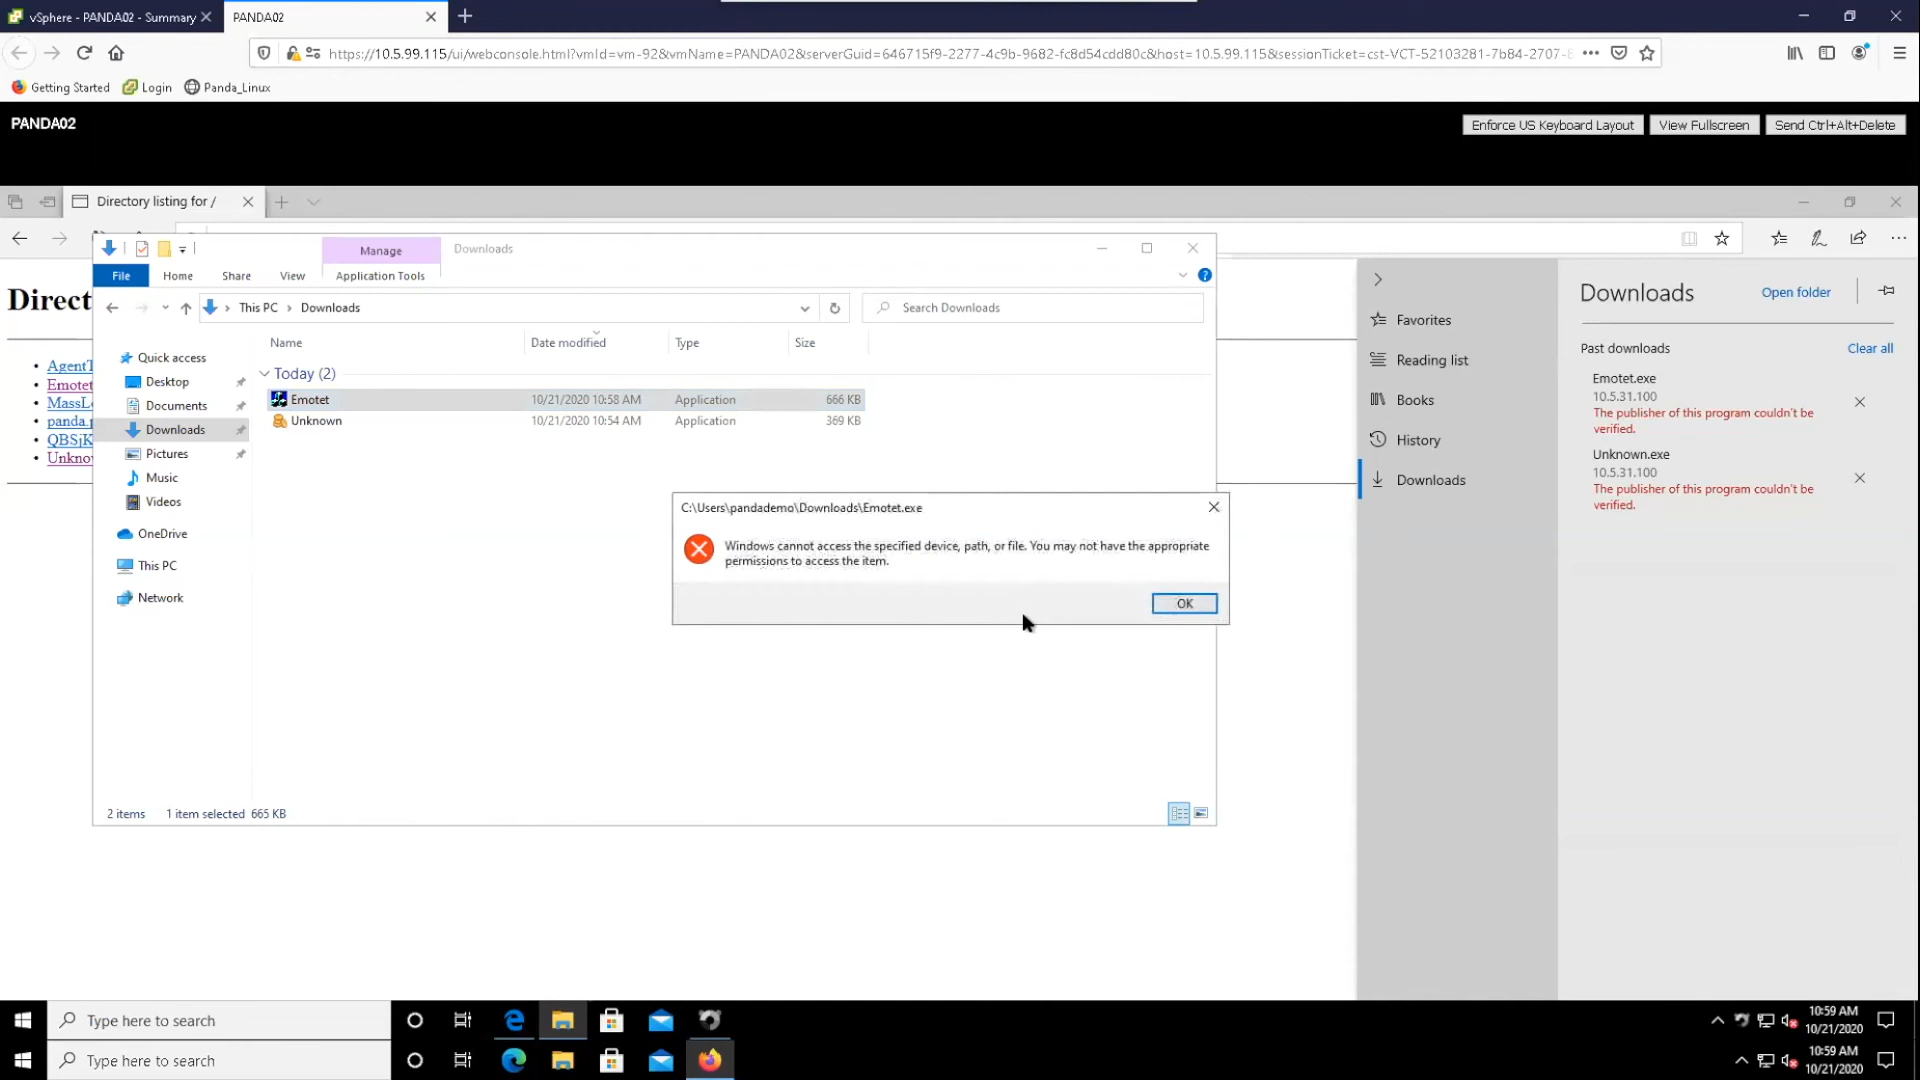 vSphere - PANDA02 - Summary
PANDA02
https://10.5.99.115/ui/webconsole.html?vmId=vm-92&vmName=PANDA02&serverGuid=646715f9-2277-4c9b-9682-fc8d54cdd80c&host=10.5.99.115&sessionTicket=cst-VCT-52103281-7b84-2707-8
Getting Started
Login
Panda_Linux
PANDA02
Enforce US Keyboard Layout
View Fullscreen
Send Ctrl+Alt+Delete
Directory listing for /
Manage
Downloads
File
Home
Share
View
Application Tools
This PC
Downloads
Search Downloads
Direct
AgentT
Emotet
MassLo
panda.p
QBSjK
Unkno
Quick access
Desktop
Documents
Downloads
Pictures
Music
Videos
OneDrive
This PC
Network
Name
Date modified
Type
Size
Today (2)
Emotet 10/21/2020 10:58 AM Application 666 KB
Unknown 10/21/2020 10:54 AM Application 369 KB
C:\Users\pandademo\Downloads\Emotet.exe
Windows cannot access the specified device, path, or file. You may not have the appropriate
permissions to access the item.
OK
2 items
1 item selected 665 KB
Favorites
Reading list
Books
History
Downloads
Downloads
Open folder
Past downloads
Clear all
Emotet.exe
10.5.31.100
The publisher of this program couldn't be
verified.
Unknown.exe
10.5.31.100
The publisher of this program couldn't be
verified.
Type here to search
10:59 AM
10/21/2020
Type here to search
10:59 AM
10/21/2020